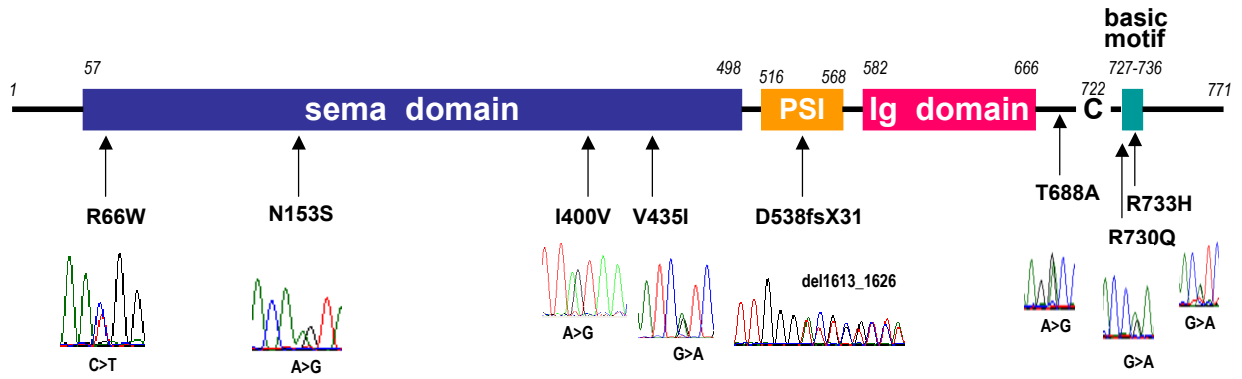 basic
motif
1
57
498
516
568
582
666
722
727-736
771
sema domain
PSI
Ig domain
C
R66W
N153S
I400V
V435I
D538fsX31
T688A
R733H
R730Q
del1613_1626
C>T
A>G
A>G
G>A
A>G
G>A
G>A